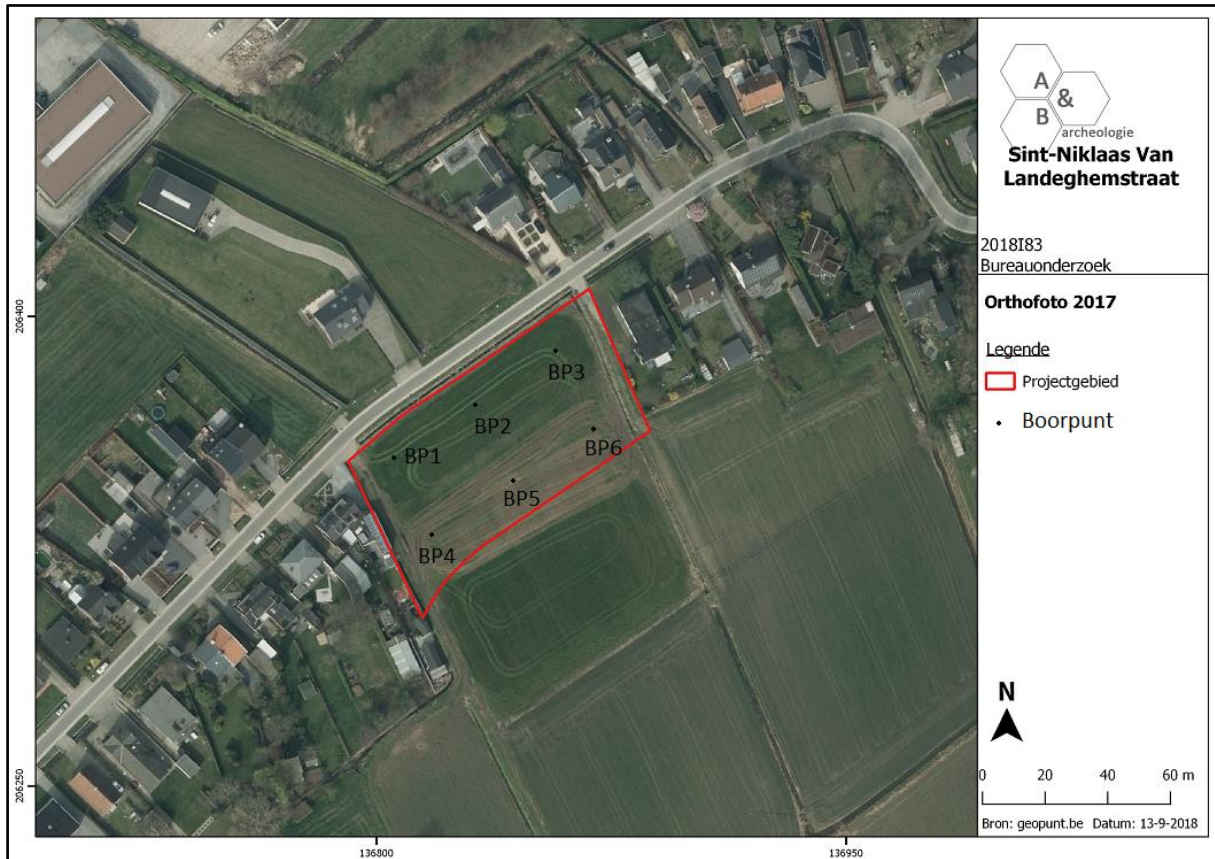 A
&
B
archeologie
Sint-Niklaas Van
Landeghemstraat
2018I83
Bureauonderzoek
Orthofoto 2017
Legende
Projectgebied
Boorpunt
N
0 20 40 60 m
Bron: geopunt.be Datum: 13-9-2018
206400
206250
136800
136950
BP3
BP2
BP6
BP1
BP5
BP4